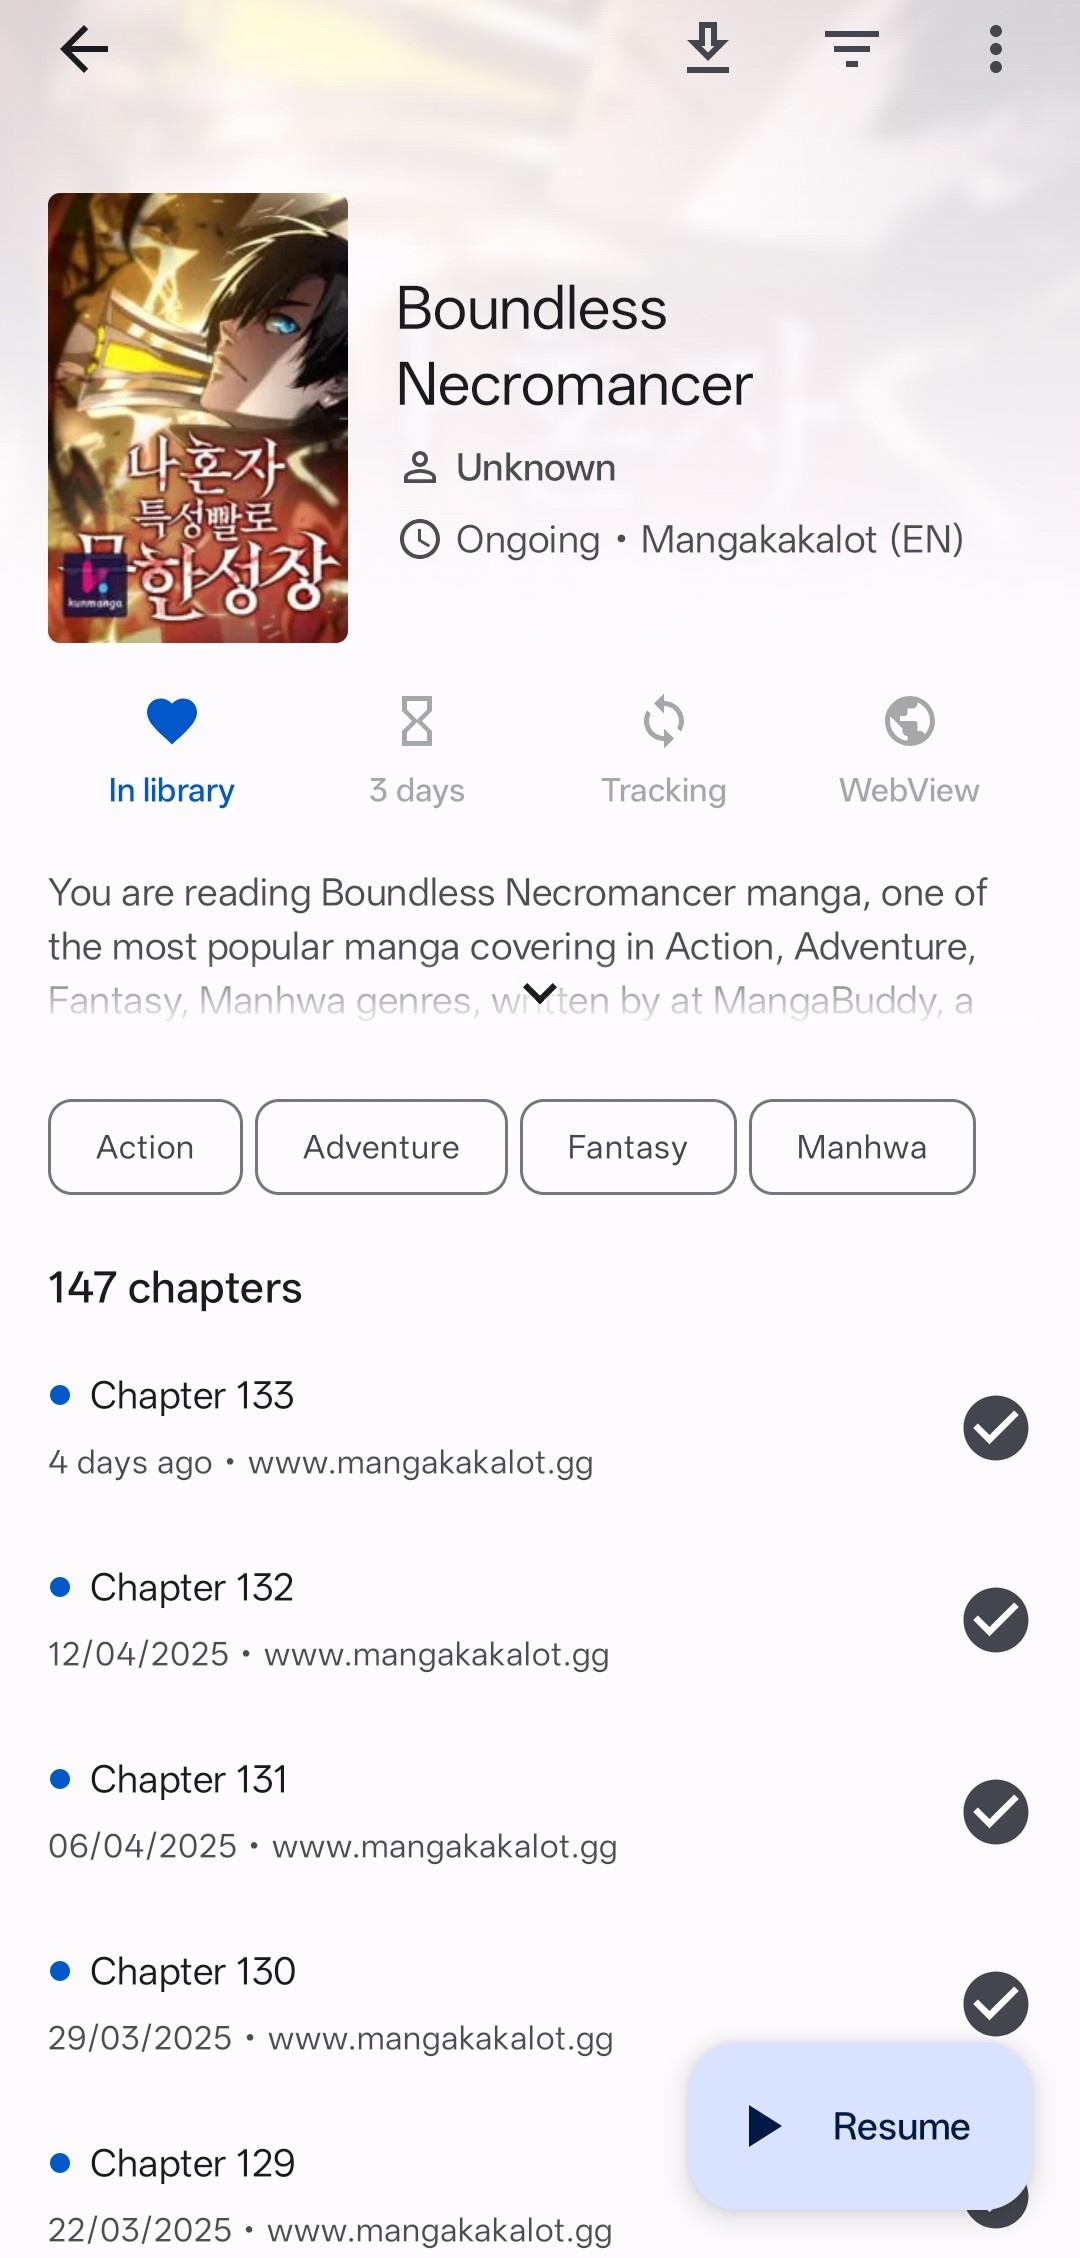 나 혼자
특성빨로
무한성장
kunmanga
Boundless
Necromancer
Unknown
Ongoing • Mangakakalot (EN)
In library
3 days
Tracking
WebView
You are reading Boundless Necromancer manga, one of
the most popular manga covering in Action, Adventure,
Fantasy, Manhwa genres, written by at MangaBuddy, a
Action
Adventure
Fantasy
Manhwa
147 chapters
Chapter 133
4 days ago • www.mangakakalot.gg
Chapter 132
12/04/2025 • www.mangakakalot.gg
Chapter 131
06/04/2025 • www.mangakakalot.gg
Chapter 130
29/03/2025 • www.mangakakalot.gg
Resume
Chapter 129
22/03/2025 • www.mangakakalot.gg